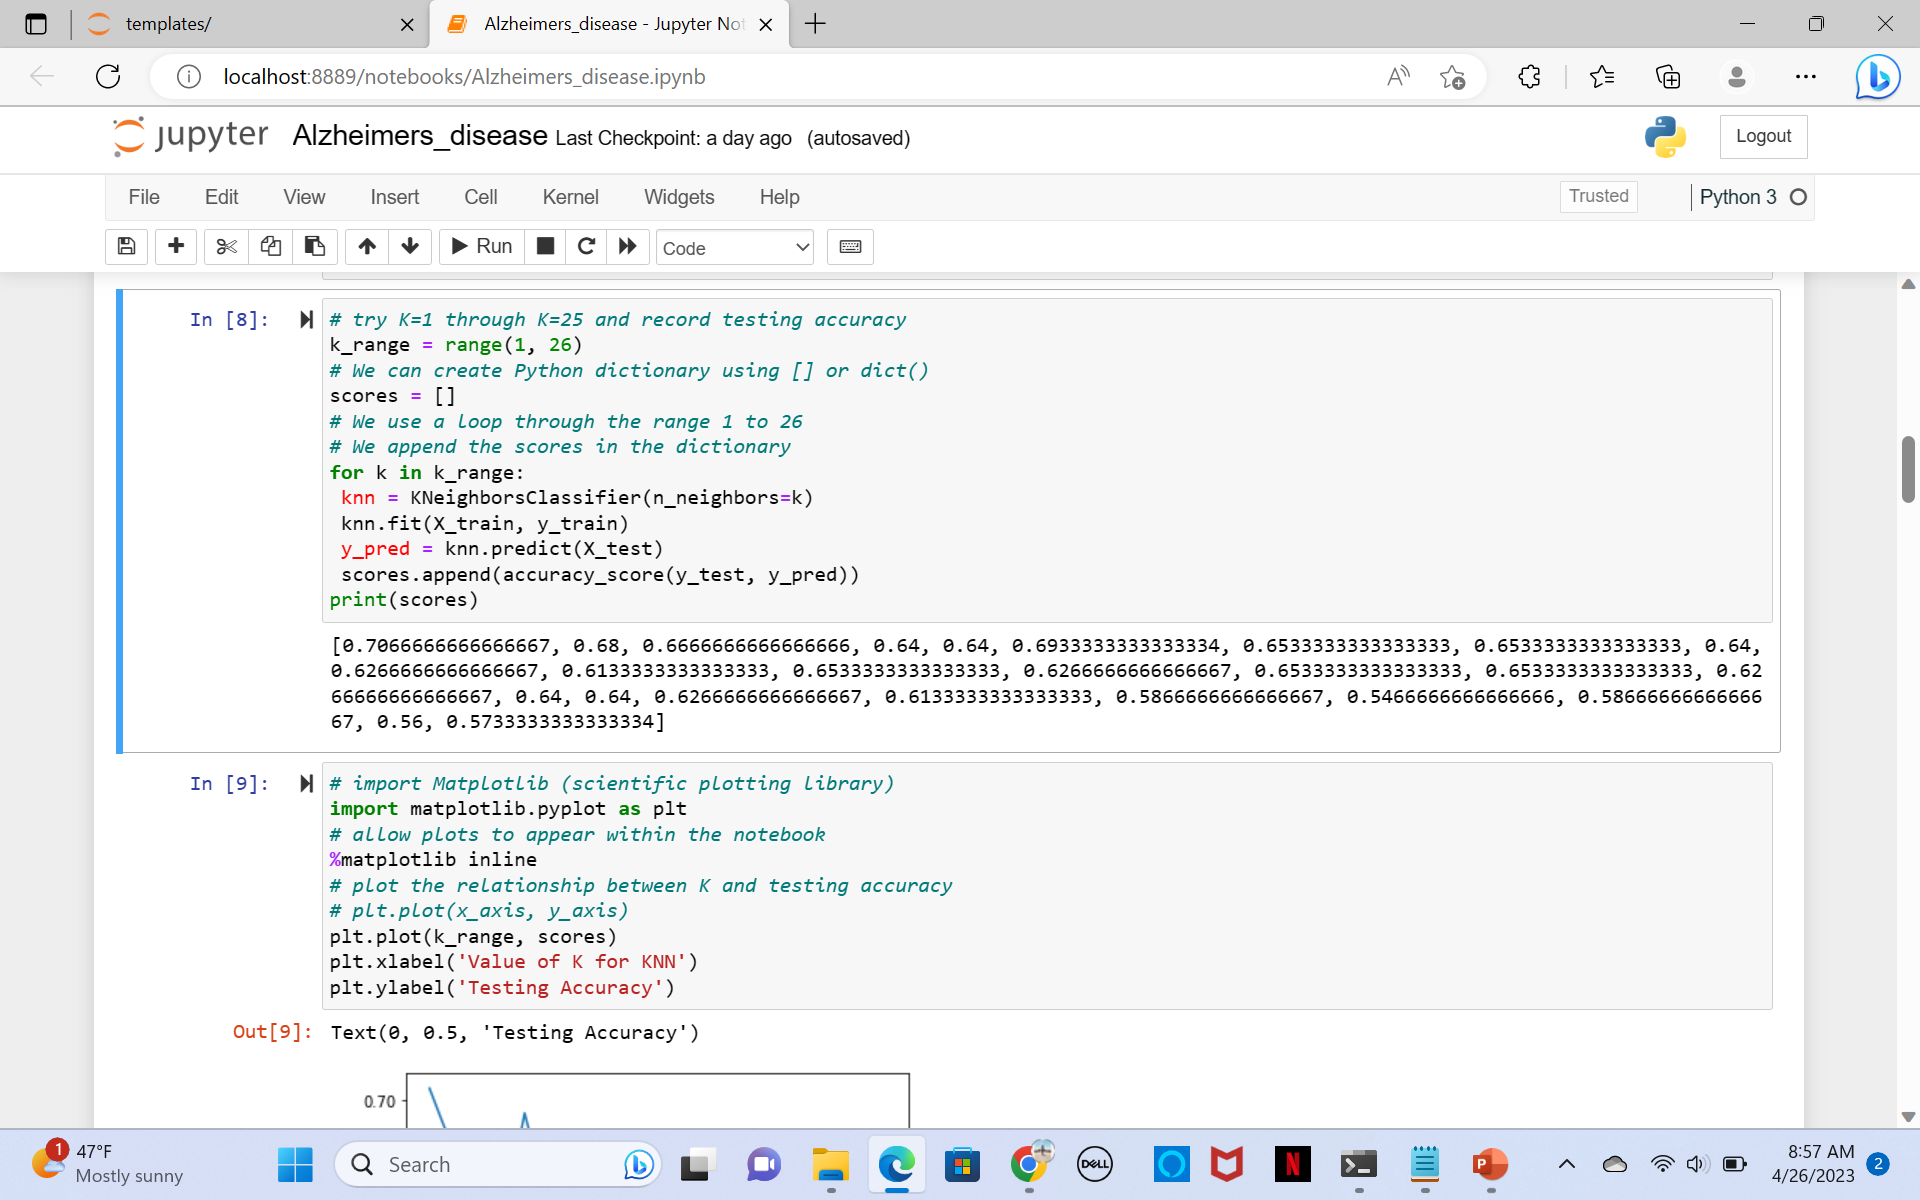 templates/
Alzheimers_disease - Jupyter Not
localhost:8889/notebooks/Alzheimers_disease.ipynb
jupyter Alzheimers_disease Last Checkpoint: a day ago (autosaved)
Logout
File Edit View Insert Cell Kernel Widgets Help
Trusted
Python 3
Run
Code
In [8]:
# try K=1 through K=25 and record testing accuracy
k_range = range(1, 26)
# We can create Python dictionary using [] or dict()
scores = []
# We use a loop through the range 1 to 26
# We append the scores in the dictionary
for k in k_range:
 knn = KNeighborsClassifier(n_neighbors=k)
 knn.fit(X_train, y_train)
 y_pred = knn.predict(X_test)
 scores.append(accuracy_score(y_test, y_pred))
print(scores)
[0.7066666666666667, 0.68, 0.6666666666666666, 0.64, 0.64, 0.6933333333333334, 0.6533333333333333, 0.6533333333333333, 0.64,
0.6266666666666667, 0.6133333333333333, 0.6533333333333333, 0.6266666666666667, 0.6533333333333333, 0.6533333333333333, 0.62
66666666666667, 0.64, 0.64, 0.6266666666666667, 0.6133333333333333, 0.5866666666666667, 0.5466666666666666, 0.58666666666666
67, 0.56, 0.5733333333333334]
In [9]:
# import Matplotlib (scientific plotting library)
import matplotlib.pyplot as plt
# allow plots to appear within the notebook
%matplotlib inline
# plot the relationship between K and testing accuracy
# plt.plot(x_axis, y_axis)
plt.plot(k_range, scores)
plt.xlabel('Value of K for KNN')
plt.ylabel('Testing Accuracy')
Out[9]: Text(0, 0.5, 'Testing Accuracy')
0.70
1
47°F
Mostly sunny
Search
DELL
N
P
8:57 AM
4/26/2023
2